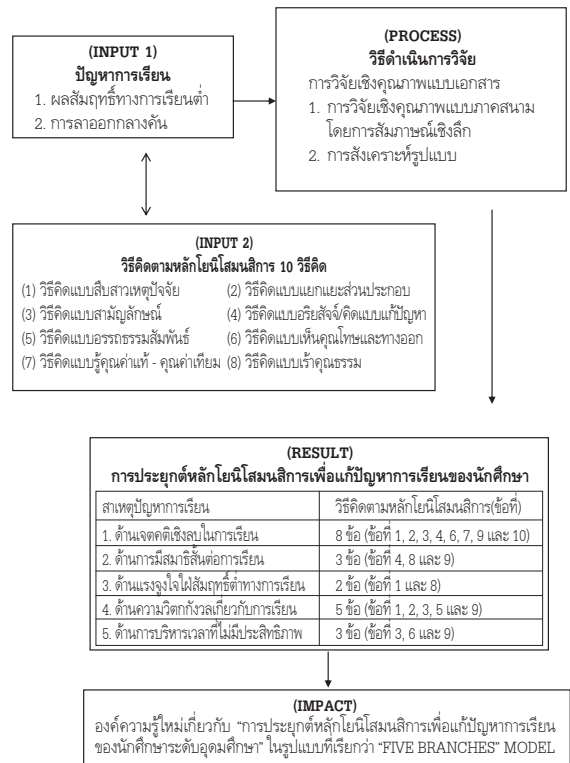 (INPUT 1)
ปัญหาการเรียน
1. ผลสัมฤทธิ์ทางการเรียนต่ำ
2. การลาออกกลางคัน
(PROCESS)
วิธีดำเนินการวิจัย
การวิจัยเชิงคุณภาพแบบเอกสาร
1. การวิจัยเชิงคุณภาพแบบภาคสนาม
โดยการสัมภาษณ์เชิงลึก
2. การสังเคราะห์รูปแบบ
(INPUT 2)
วิธีคิดตามหลักโยนิโสมนสิการ 10 วิธีคิด
(1) วิธีคิดแบบสืบสาวเหตุปัจจัย (2) วิธีคิดแบบแยกแยะส่วนประกอบ
(3) วิธีคิดแบบสามัญลักษณ์ (4) วิธีคิดแบบอริยสัจจ์/คิดแบบแก้ปัญหา
(5) วิธีคิดแบบอรรถธรรมสัมพันธ์ (6) วิธีคิดแบบเห็นคุณโทษและทางออก
(7) วิธีคิดแบบรู้คุณค่าแท้ - คุณค่าเทียม (8) วิธีคิดแบบเร้าคุณธรรม
(RESULT)
การประยุกต์หลักโยนิโสมนสิการเพื่อแก้ปัญหาการเรียนของนักศึกษา
สาเหตุปัญหาการเรียน วิธีคิดตามหลักโยนิโสมนสิการ(ข้อที่)
1. ด้านเจตคติเชิงลบในการเรียน 8 ข้อ (ข้อที่ 1, 2, 3, 4, 6, 7, 9 และ 10)
2. ด้านการมีสมาธิสั้นต่อการเรียน 3 ข้อ (ข้อที่ 4, 8 และ 9)
3. ด้านแรงจูงใจใฝ่สัมฤทธิ์ต่ำทางการเรียน 2 ข้อ (ข้อที่ 1 และ 8)
4. ด้านความวิตกกังวลเกี่ยวกับการเรียน 5 ข้อ (ข้อที่ 1, 2, 3, 5 และ 9)
5. ด้านการบริหารเวลาที่ไม่มีประสิทธิภาพ 3 ข้อ (ข้อที่ 3, 6 และ 9)
(IMPACT)
องค์ความรู้ใหม่เกี่ยวกับ "การประยุกต์หลักโยนิโสมนสิการเพื่อแก้ปัญหาการเรียน
ของนักศึกษาระดับอุดมศึกษา" ในรูปแบบที่เรียกว่า "FIVE BRANCHES" MODEL